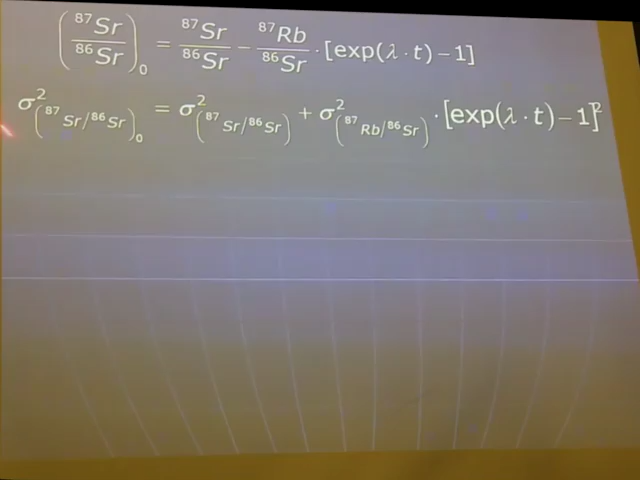 (⁸⁷Sr/⁸⁶Sr)₀ = ⁸⁷Sr/⁸⁶Sr − ⁸⁷Rb/⁸⁶Sr · [exp(λ · t) − 1]
σ²(⁸⁷Sr/⁸⁶Sr)₀ = σ²(⁸⁷Sr/⁸⁶Sr) + σ²(⁸⁷Rb/⁸⁶Sr) · [exp(λ · t) − 1]²